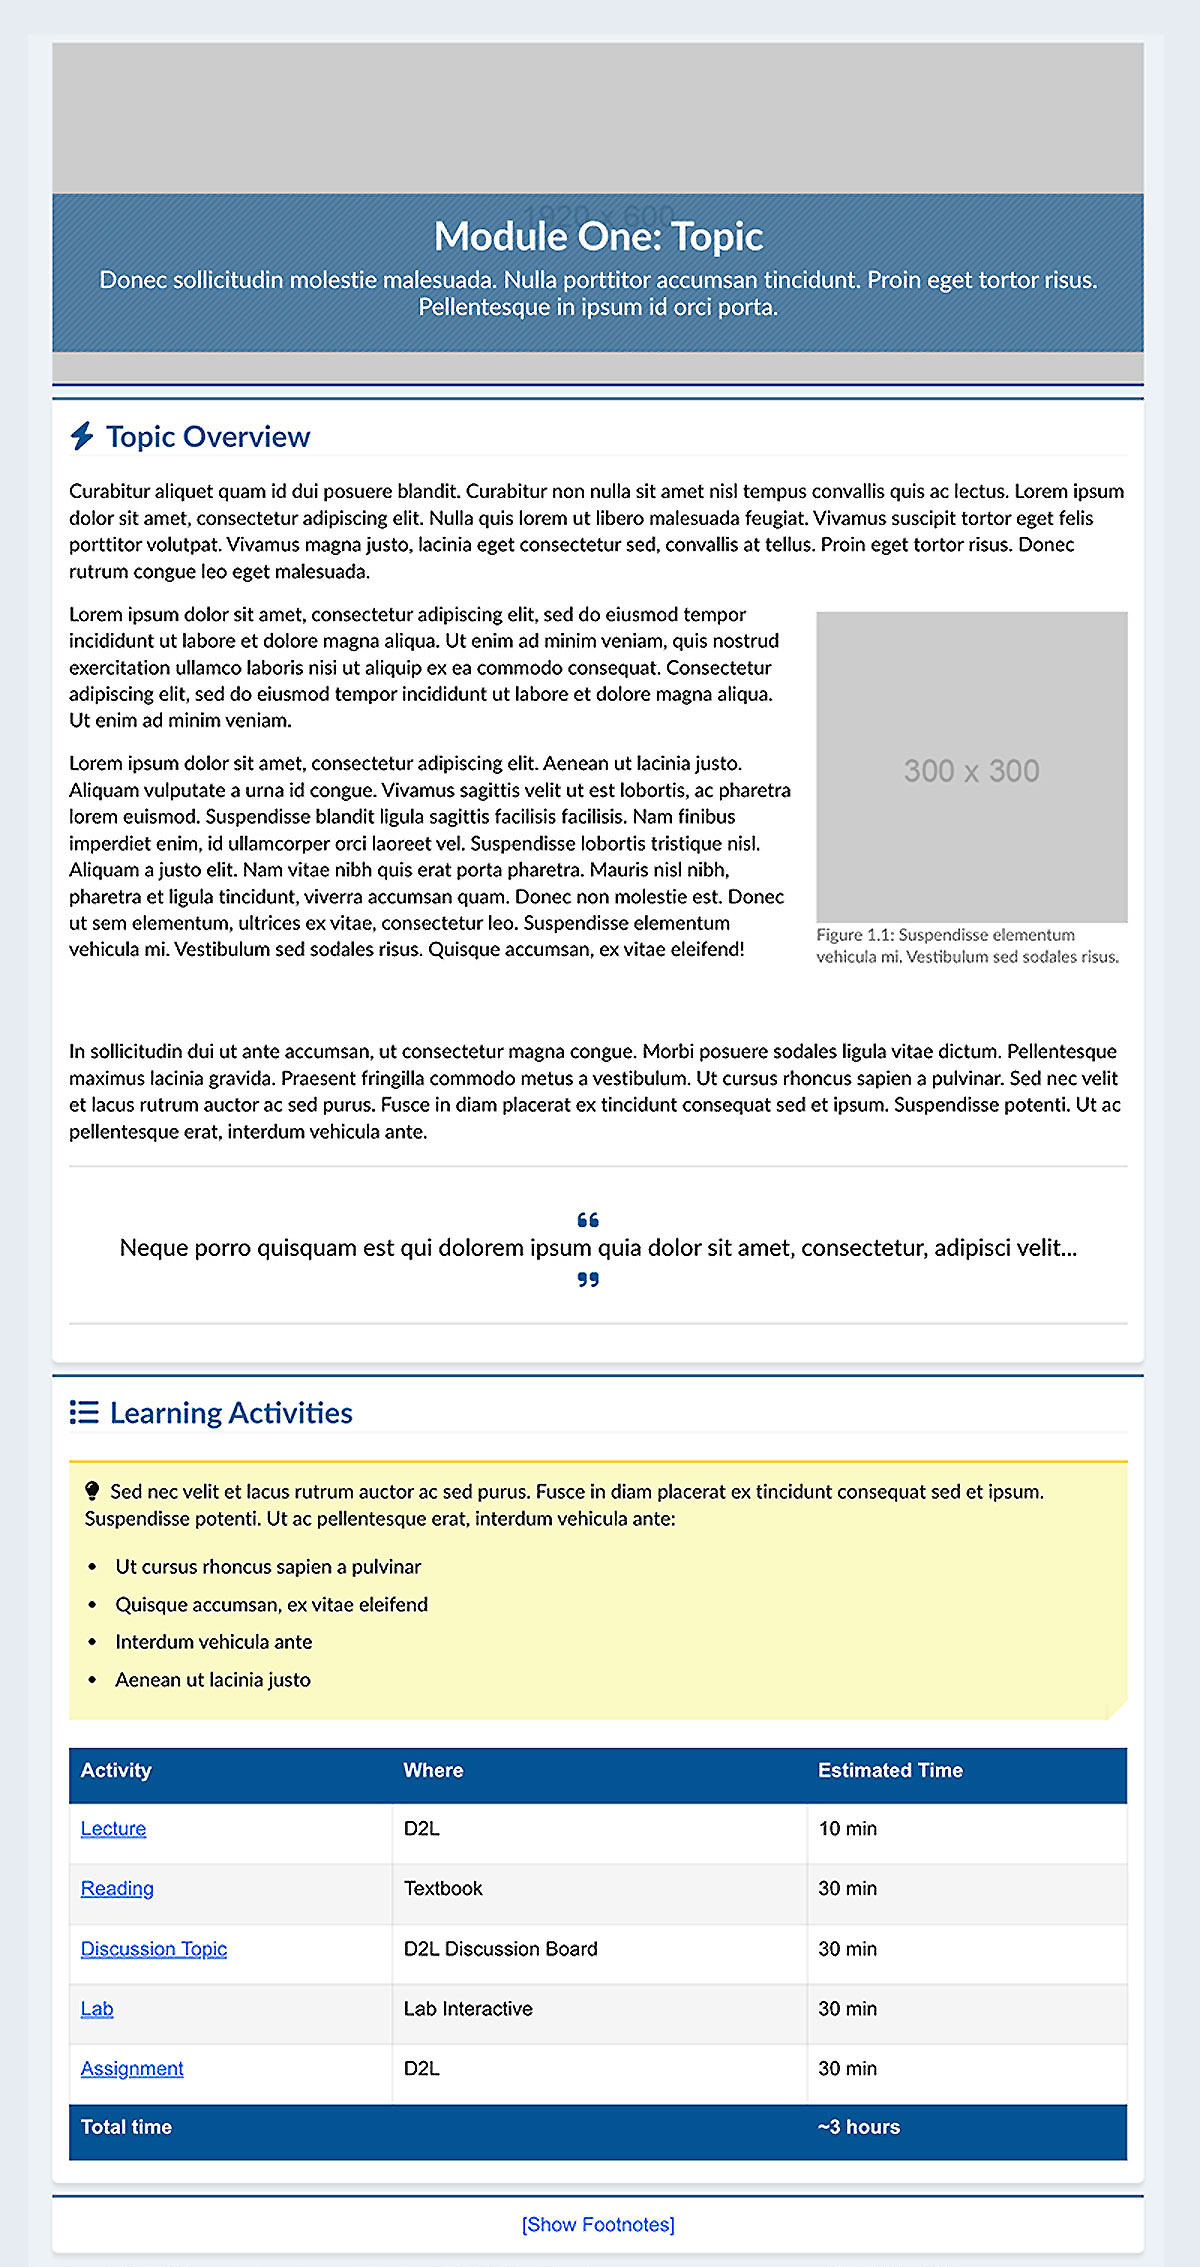 1920 x 600
Module One: Topic
Donec sollicitudin molestie malesuada. Nulla porttitor accumsan tincidunt. Proin eget tortor risus.
Pellentesque in ipsum id orci porta.
Topic Overview
Curabitur aliquet quam id dui posuere blandit. Curabitur non nulla sit amet nisl tempus convallis quis ac lectus. Lorem ipsum
dolor sit amet, consectetur adipiscing elit. Nulla quis lorem ut libero malesuada feugiat. Vivamus suscipit tortor eget felis
porttitor volutpat. Vivamus magna justo, lacinia eget consectetur sed, convallis at tellus. Proin eget tortor risus. Donec
rutrum congue leo eget malesuada.
Lorem ipsum dolor sit amet, consectetur adipiscing elit, sed do eiusmod tempor
incididunt ut labore et dolore magna aliqua. Ut enim ad minim veniam, quis nostrud
exercitation ullamco laboris nisi ut aliquip ex ea commodo consequat. Consectetur
adipiscing elit, sed do eiusmod tempor incididunt ut labore et dolore magna aliqua.
Ut enim ad minim veniam.
Lorem ipsum dolor sit amet, consectetur adipiscing elit. Aenean ut lacinia justo.
Aliquam vulputate a urna id congue. Vivamus sagittis velit ut est lobortis, ac pharetra
lorem euismod. Suspendisse blandit ligula sagittis facilisis facilisis. Nam finibus
imperdiet enim, id ullamcorper orci laoreet vel. Suspendisse lobortis tristique nisl.
Aliquam a justo elit. Nam vitae nibh quis erat porta pharetra. Mauris nisl nibh,
pharetra et ligula tincidunt, viverra accumsan quam. Donec non molestie est. Donec
ut sem elementum, ultrices ex vitae, consectetur leo. Suspendisse elementum
vehicula mi. Vestibulum sed sodales risus. Quisque accumsan, ex vitae eleifend!
300 x 300
Figure 1.1: Suspendisse elementum
vehicula mi. Vestibulum sed sodales risus.
In sollicitudin dui ut ante accumsan, ut consectetur magna congue. Morbi posuere sodales ligula vitae dictum. Pellentesque
maximus lacinia gravida. Praesent fringilla commodo metus a vestibulum. Ut cursus rhoncus sapien a pulvinar. Sed nec velit
et lacus rutrum auctor ac sed purus. Fusce in diam placerat ex tincidunt consequat sed et ipsum. Suspendisse potenti. Ut ac
pellentesque erat, interdum vehicula ante.
“
Neque porro quisquam est qui dolorem ipsum quia dolor sit amet, consectetur, adipisci velit...
”
Learning Activities
Sed nec velit et lacus rutrum auctor ac sed purus. Fusce in diam placerat ex tincidunt consequat sed et ipsum.
Suspendisse potenti. Ut ac pellentesque erat, interdum vehicula ante:
• Ut cursus rhoncus sapien a pulvinar
• Quisque accumsan, ex vitae eleifend
• Interdum vehicula ante
• Aenean ut lacinia justo
Activity Where Estimated Time
Lecture D2L 10 min
Reading Textbook 30 min
Discussion Topic D2L Discussion Board 30 min
Lab Lab Interactive 30 min
Assignment D2L 30 min
Total time ~3 hours
[Show Footnotes]